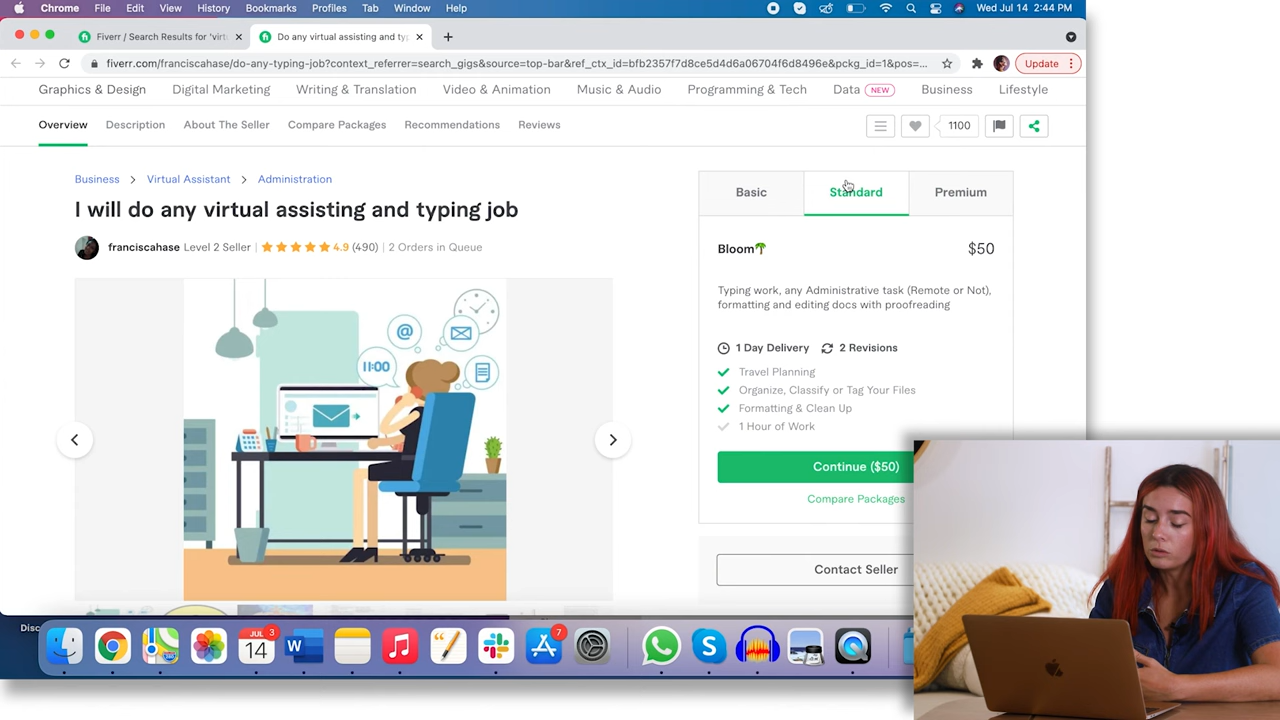 Chrome File Edit View History Bookmarks Profiles Tab Window Help Wed Jul 14 2:44 PM
Fiverr / Search Results for 'virtu
Do any virtual assisting and typ
fiverr.com/franciscahase/do-any-typing-job?context_referrer=search_gigs&source=top-bar&ref_ctx_id=bfb2357f7d8ce5d4d6a06704f6d8496e&pckg_id=1&pos=...
Update
Graphics & Design Digital Marketing Writing & Translation Video & Animation Music & Audio Programming & Tech Data NEW Business Lifestyle
Overview Description About The Seller Compare Packages Recommendations Reviews
1100
Business > Virtual Assistant > Administration
I will do any virtual assisting and typing job
franciscahase Level 2 Seller | 4.9 (490) | 2 Orders in Queue
@
11:00
Basic Standard Premium
Bloom🌴 $50
Typing work, any Administrative task (Remote or Not),
formatting and editing docs with proofreading
1 Day Delivery 2 Revisions
Travel Planning
Organize, Classify or Tag Your Files
Formatting & Clean Up
1 Hour of Work
Continue ($50)
Compare Packages
Contact Seller
Disc
JUL 3
14
W
7